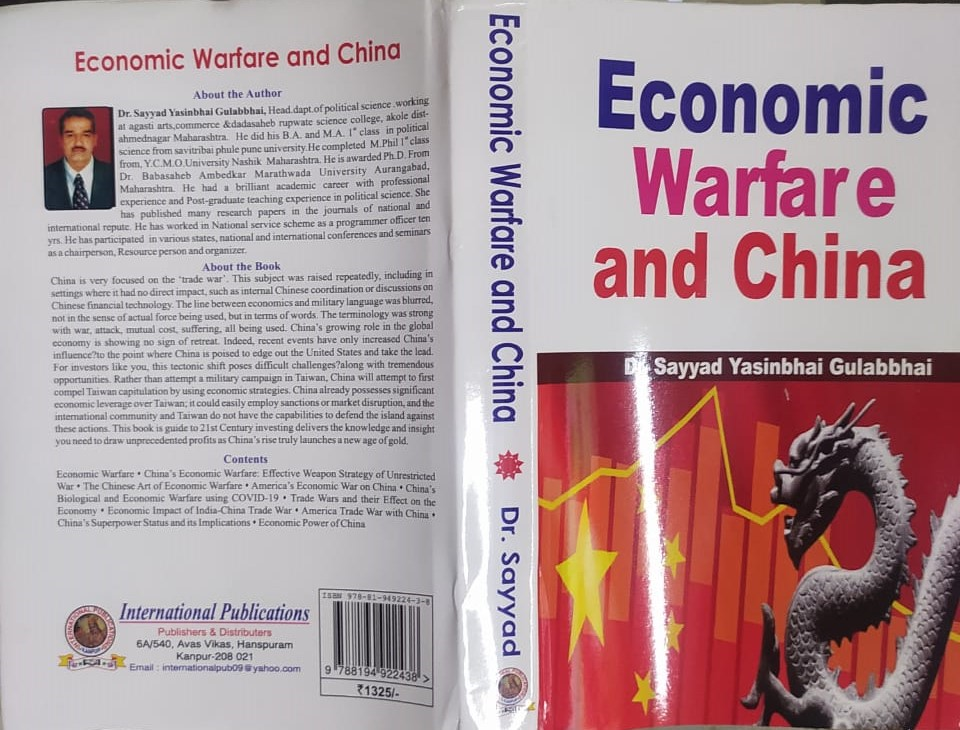 Economic Warfare and China
About the Author
Dr. Sayyad Yasinbhai Gulabbhai, Head.dapt.of political science .working
at agasti arts,commerce &dadasaheb rupwate science college, akole dist-
ahmednagar Maharashtra. He did his B.A. and M.A. 1st class in political
science from savitribai phule pune university.He completed M.Phil 1st class
from, Y.C.M.O.University Nashik Maharashtra. He is awarded Ph.D. From
Dr. Babasaheb Ambedkar Marathwada University Aurangabad,
Maharashtra. He had a brilliant academic career with professional
experience and Post-graduate teaching experience in political science. She
has published many research papers in the journals of national and
international repute. He has worked in National service scheme as a programmer officer ten
yrs. He has participated in various states, national and international conferences and seminars
as a chairperson, Resource person and organizer.
About the Book
China is very focused on the 'trade war'. This subject was raised repeatedly, including in
settings where it had no direct impact, such as internal Chinese coordination or discussions on
Chinese financial technology. The line between economics and military language was blurred,
not in the sense of actual force being used, but in terms of words. The terminology was strong
with war, attack, mutual cost, suffering, all being used. China's growing role in the global
economy is showing no sign of retreat. Indeed, recent events have only increased China's
influence?to the point where China is poised to edge out the United States and take the lead.
For investors like you, this tectonic shift poses difficult challenges?along with tremendous
opportunities. Rather than attempt a military campaign in Taiwan, China will attempt to first
compel Taiwan capitulation by using economic strategies. China already possesses significant
economic leverage over Taiwan; it could easily employ sanctions or market disruption, and the
international community and Taiwan do not have the capabilities to defend the island against
these actions. This book is guide to 21st Century investing delivers the knowledge and insight
you need to draw unprecedented profits as China's rise truly launches a new age of gold.
Contents
Economic Warfare • China's Economic Warfare: Effective Weapon Strategy of Unrestricted
War • The Chinese Art of Economic Warfare • America's Economic War on China • China's
Biological and Economic Warfare using COVID-19 • Trade Wars and their Effect on the
Economy • Economic Impact of India-China Trade War • America Trade War with China •
China's Superpower Status and its Implications • Economic Power of China
International Publications
Publishers & Distributers
6A/540, Avas Vikas, Hanspuram
Kanpur-208 021
Email : internationalpub09@yahoo.com
ISBN 978-81-949224-3-8
9 788194 922438 >
₹1325/-
Economic Warfare and China
Dr. Sayyad
Economic
Warfare
and China
Dr. Sayyad Yasinbhai Gulabbhai